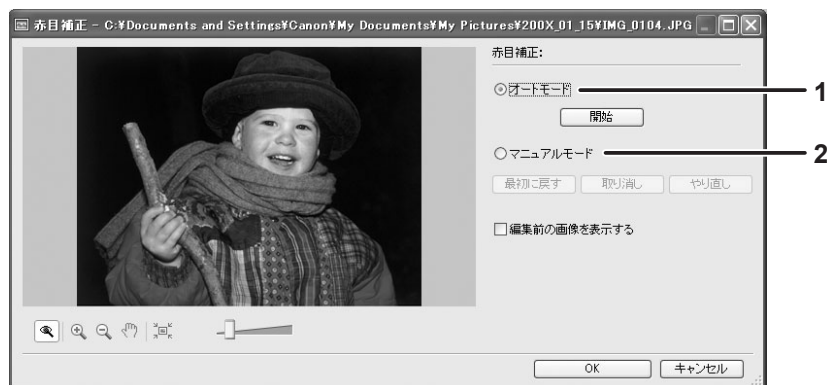 赤目補正 - C:¥Documents and Settings¥Canon¥My Documents¥My Pictures¥200X_01_15¥IMG_0104.JPG
赤目補正:
オートモード 1
開始
マニュアルモード 2
最初に戻す 取り消し やり直し
編集前の画像を表示する
OK キャンセル